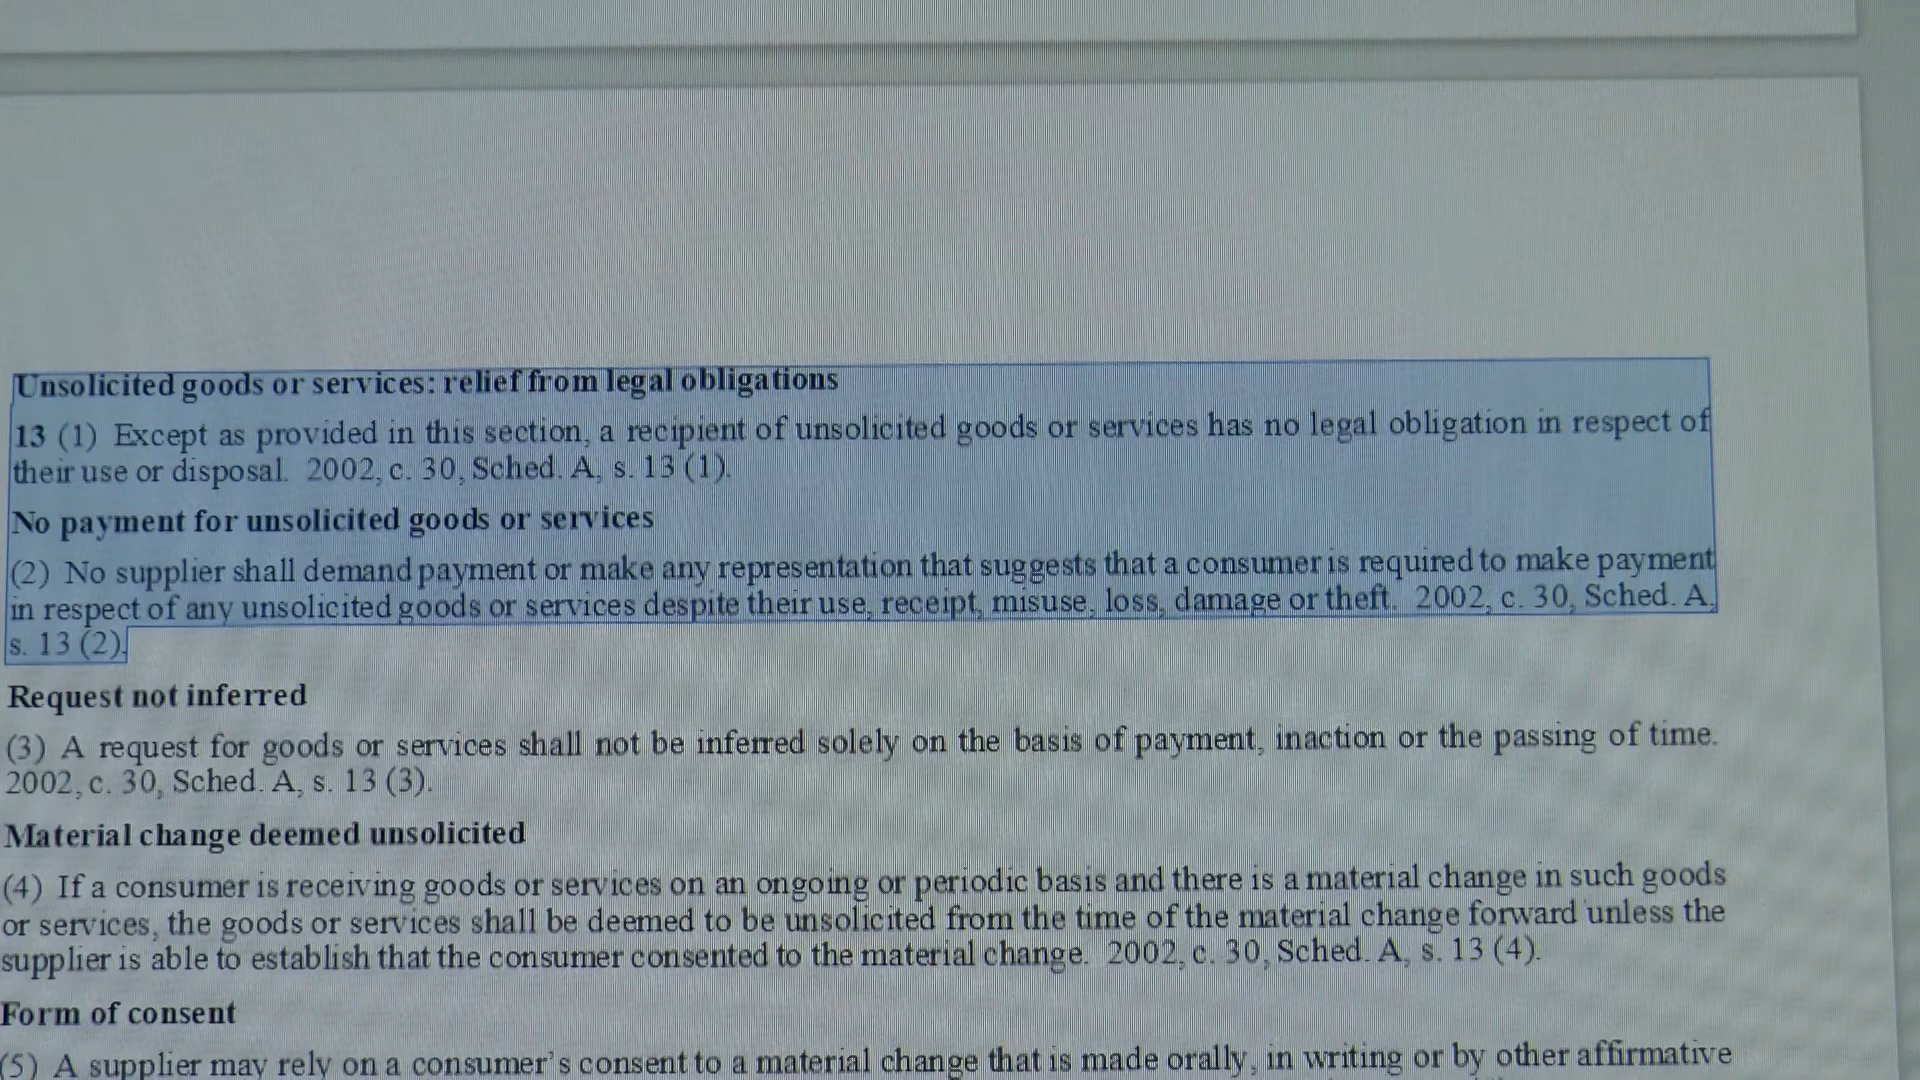 Unsolicited goods or services: relief from legal obligations
13 (1) Except as provided in this section, a recipient of unsolicited goods or services has no legal obligation in respect of
their use or disposal. 2002, c. 30, Sched. A, s. 13 (1).
No payment for unsolicited goods or services
(2) No supplier shall demand payment or make any representation that suggests that a consumer is required to make payment
in respect of any unsolicited goods or services despite their use, receipt, misuse, loss, damage or theft. 2002, c. 30, Sched. A,
s. 13 (2).
Request not inferred
(3) A request for goods or services shall not be inferred solely on the basis of payment, inaction or the passing of time.
2002, c. 30, Sched. A, s. 13 (3).
Material change deemed unsolicited
(4) If a consumer is receiving goods or services on an ongoing or periodic basis and there is a material change in such goods
or services, the goods or services shall be deemed to be unsolicited from the time of the material change forward unless the
supplier is able to establish that the consumer consented to the material change. 2002, c. 30, Sched. A, s. 13 (4).
Form of consent
(5) A supplier may rely on a consumer's consent to a material change that is made orally, in writing or by other affirmative